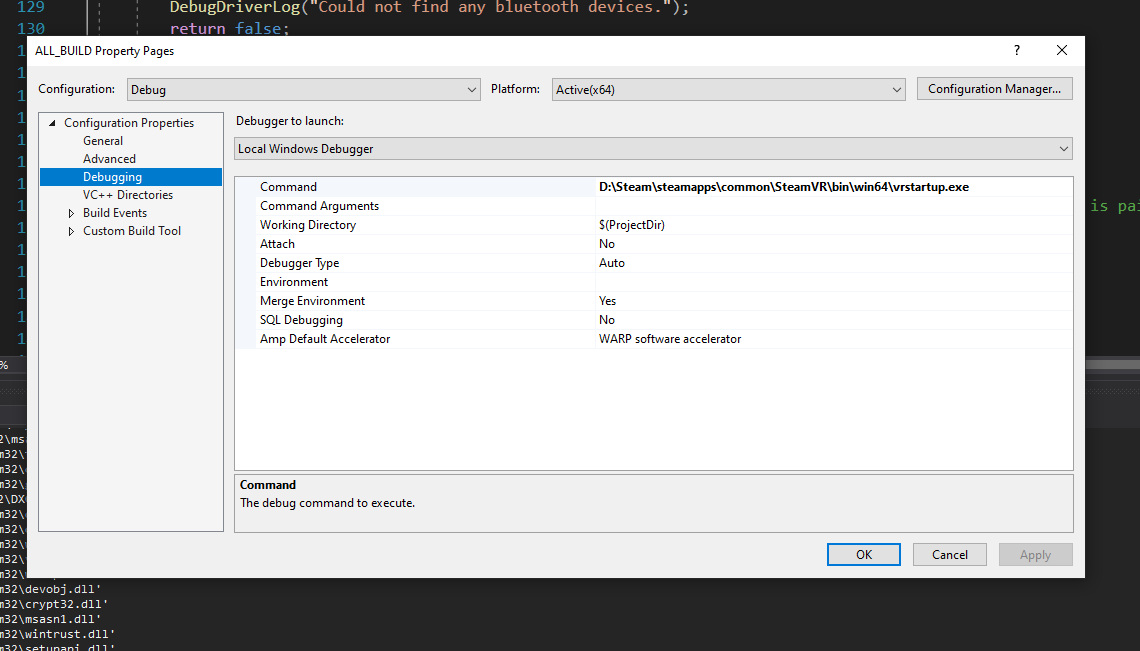 129 DebugDriverLog("Could not find any bluetooth devices.");
130 return false;
ALL_BUILD Property Pages
?
Configuration: Debug Platform: Active(x64) Configuration Manager...
Configuration Properties
General
Advanced
Debugging
VC++ Directories
Build Events
Custom Build Tool
Debugger to launch:
Local Windows Debugger
Command D:\Steam\steamapps\common\SteamVR\bin\win64\vrstartup.exe
Command Arguments
Working Directory $(ProjectDir)
Attach No
Debugger Type Auto
Environment
Merge Environment Yes
SQL Debugging No
Amp Default Accelerator WARP software accelerator
Command
The debug command to execute.
OK Cancel Apply
is pai
%
m32\devobj.dll'
m32\crypt32.dll'
m32\msasn1.dll'
m32\wintrust.dll'
m32\setupapi.dll'